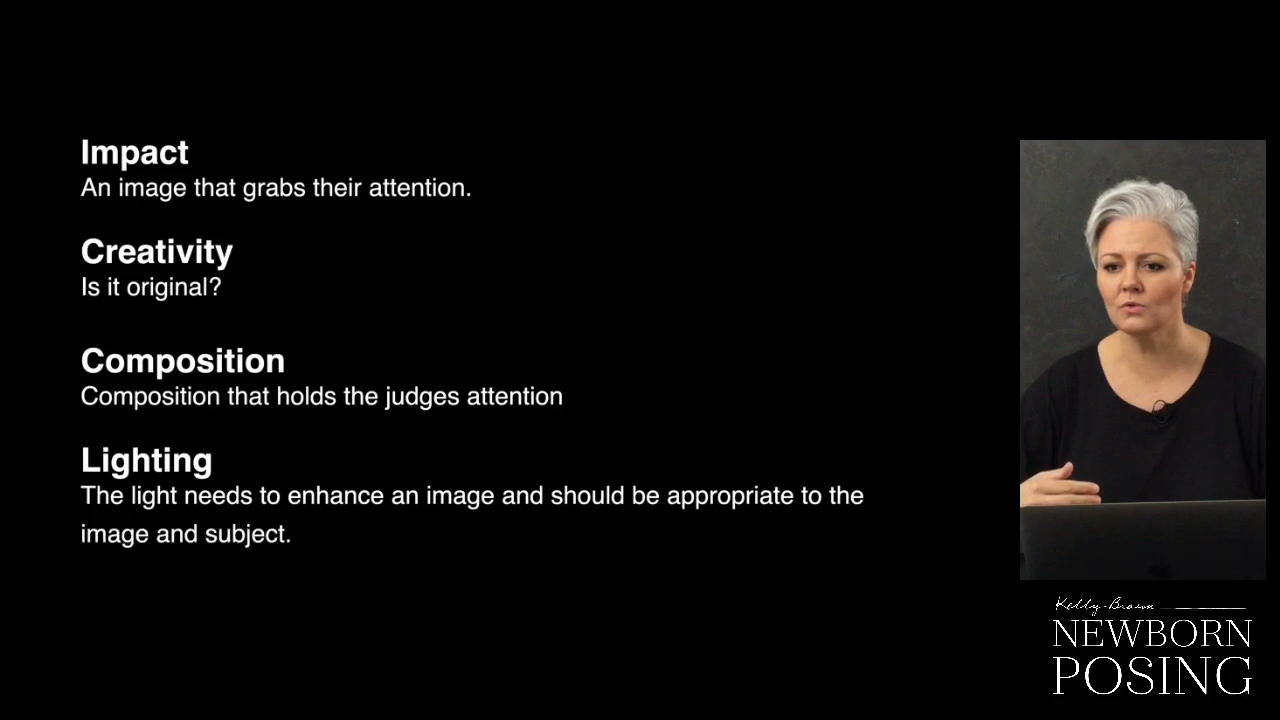 Impact
An image that grabs their attention.
Creativity
Is it original?
Composition
Composition that holds the judges attention
Lighting
The light needs to enhance an image and should be appropriate to the
image and subject.
Kelly Brown
NEWBORN
POSING